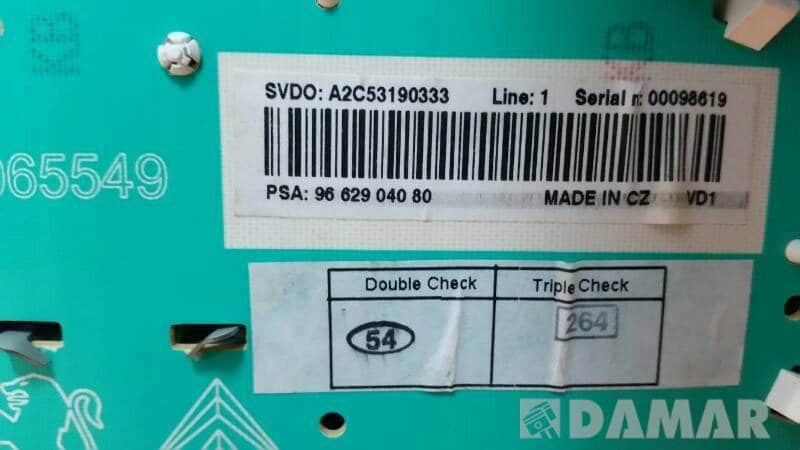 SVDO: A2C53190333 Line: 1 Serial n: 00098619
065549
PSA: 96 629 040 80 MADE IN CZ VD1
Double Check Triple Check
54 264
DAMAR